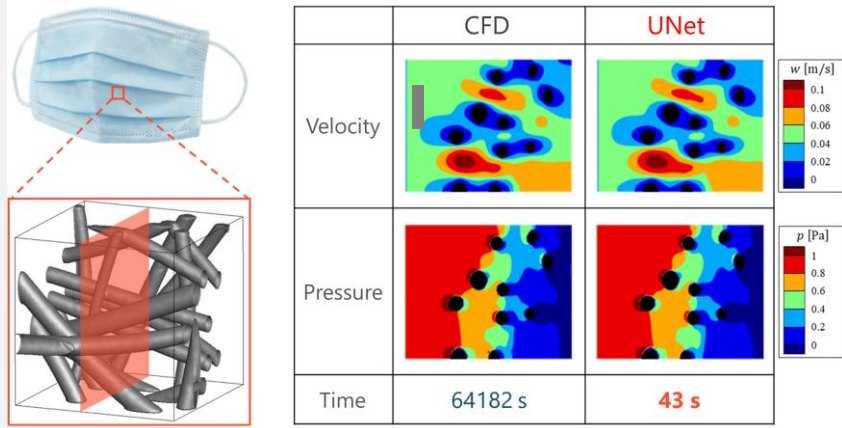 CFD
UNet
Velocity
w [m/s]
0.1
0.08
0.06
0.04
0.02
0
Pressure
p [Pa]
1
0.8
0.6
0.4
0.2
0
Time
64182 s
43 s